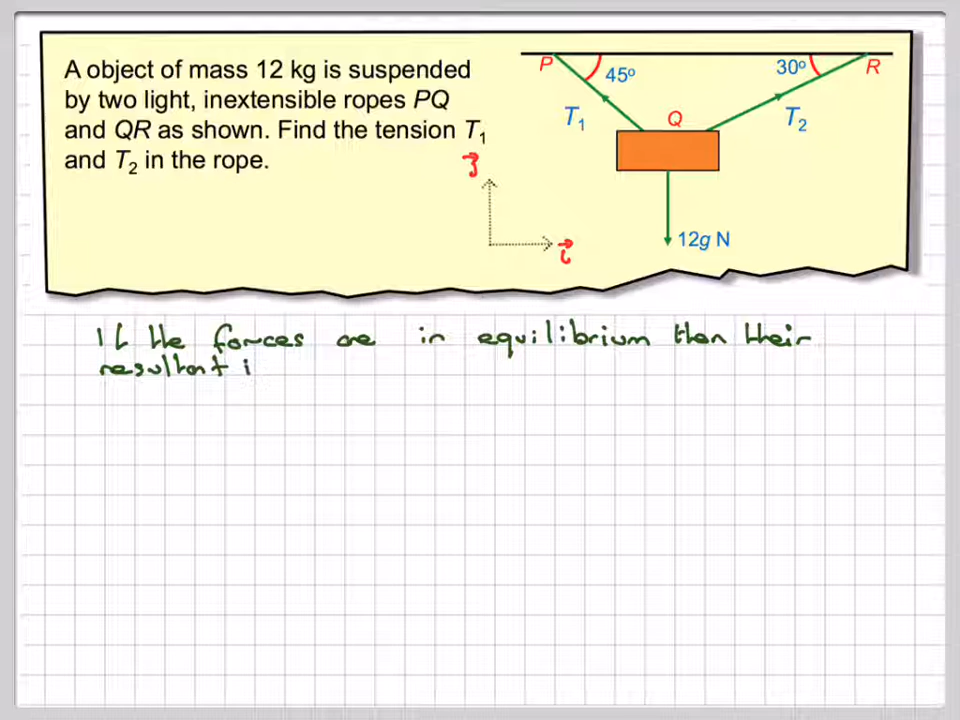 A object of mass 12 kg is suspended
by two light, inextensible ropes PQ
and QR as shown. Find the tension T₁
and T₂ in the rope.
P
45º
30º
R
T₁
Q
T₂
12g N
j
i
If the forces are in equilibrium then their
resultant i